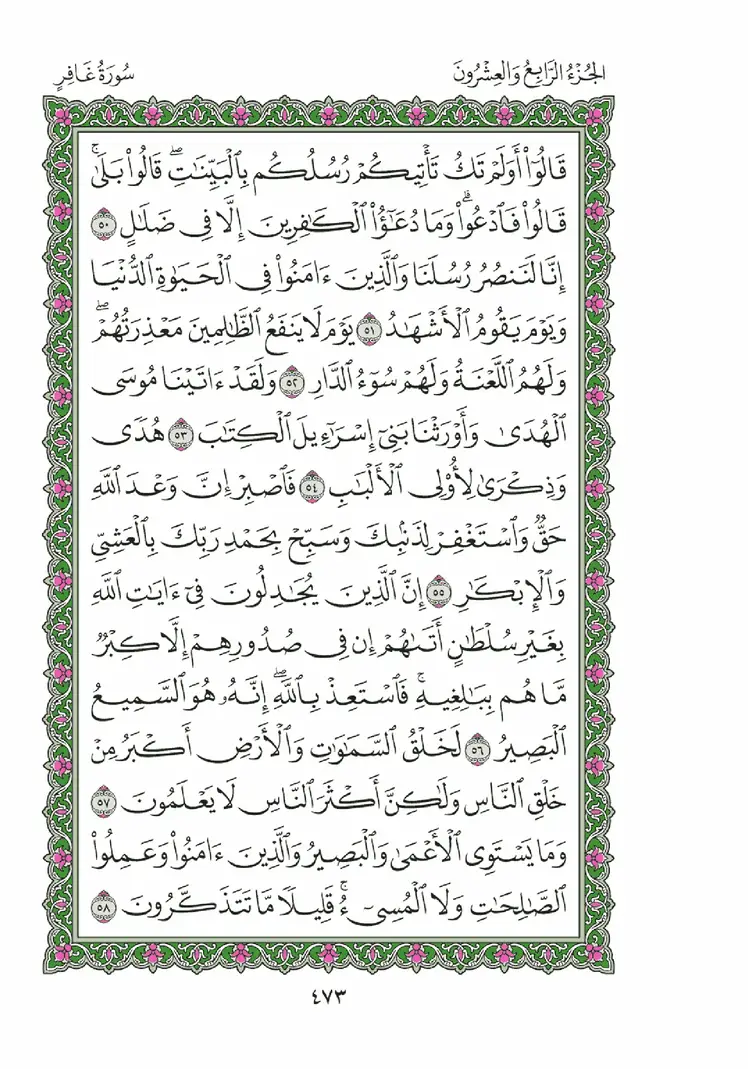 الجُزْءُ الرَّابِعُ وَالعِشْرُونَ
سُورَةُ غَافِرٍ
قَالُوٓا۟ أَوَلَمْ تَكُ تَأْتِيكُمْ رُسُلُكُم بِٱلْبَيِّنَـٰتِ ۖ قَالُوا۟ بَلَىٰ ۚ
قَالُوا۟ فَٱدْعُوا۟ ۗ وَمَا دُعَـٰٓؤُا۟ ٱلْكَـٰفِرِينَ إِلَّا فِى ضَلَـٰلٍ ٥٠
إِنَّا لَنَنصُرُ رُسُلَنَا وَٱلَّذِينَ ءَامَنُوا۟ فِى ٱلْحَيَوٰةِ ٱلدُّنْيَا
وَيَوْمَ يَقُومُ ٱلْأَشْهَـٰدُ ٥١ يَوْمَ لَا يَنفَعُ ٱلظَّـٰلِمِينَ مَعْذِرَتُهُمْ ۖ
وَلَهُمُ ٱللَّعْنَةُ وَلَهُمْ سُوٓءُ ٱلدَّارِ ٥٢ وَلَقَدْ ءَاتَيْنَا مُوسَى
ٱلْهُدَىٰ وَأَوْرَثْنَا بَنِىٓ إِسْرَٰٓءِيلَ ٱلْكِتَـٰبَ ٥٣ هُدًى
وَذِكْرَىٰ لِأُو۟لِى ٱلْأَلْبَـٰبِ ٥٤ فَٱصْبِرْ إِنَّ وَعْدَ ٱللَّهِ
حَقٌّ وَٱسْتَغْفِرْ لِذَنۢبِكَ وَسَبِّحْ بِحَمْدِ رَبِّكَ بِٱلْعَشِىِّ
وَٱلْإِبْكَـٰرِ ٥٥ إِنَّ ٱلَّذِينَ يُجَـٰدِلُونَ فِىٓ ءَايَـٰتِ ٱللَّهِ
بِغَيْرِ سُلْطَـٰنٍ أَتَىٰهُمْ إِن فِى صُدُورِهِمْ إِلَّا كِبْرٌ
مَّا هُم بِبَـٰلِغِيهِ ۚ فَٱسْتَعِذْ بِٱللَّهِ ۖ إِنَّهُۥ هُوَ ٱلسَّمِيعُ
ٱلْبَصِيرُ ٥٦ لَخَلْقُ ٱلسَّمَـٰوَٰتِ وَٱلْأَرْضِ أَكْبَرُ مِنْ
خَلْقِ ٱلنَّاسِ وَلَـٰكِنَّ أَكْثَرَ ٱلنَّاسِ لَا يَعْلَمُونَ ٥٧
وَمَا يَسْتَوِى ٱلْأَعْمَىٰ وَٱلْبَصِيرُ وَٱلَّذِينَ ءَامَنُوا۟ وَعَمِلُوا۟
ٱلصَّـٰلِحَـٰتِ وَلَا ٱلْمُسِىٓءُ ۚ قَلِيلًا مَّا تَتَذَكَّرُونَ ٥٨
٤٧٣